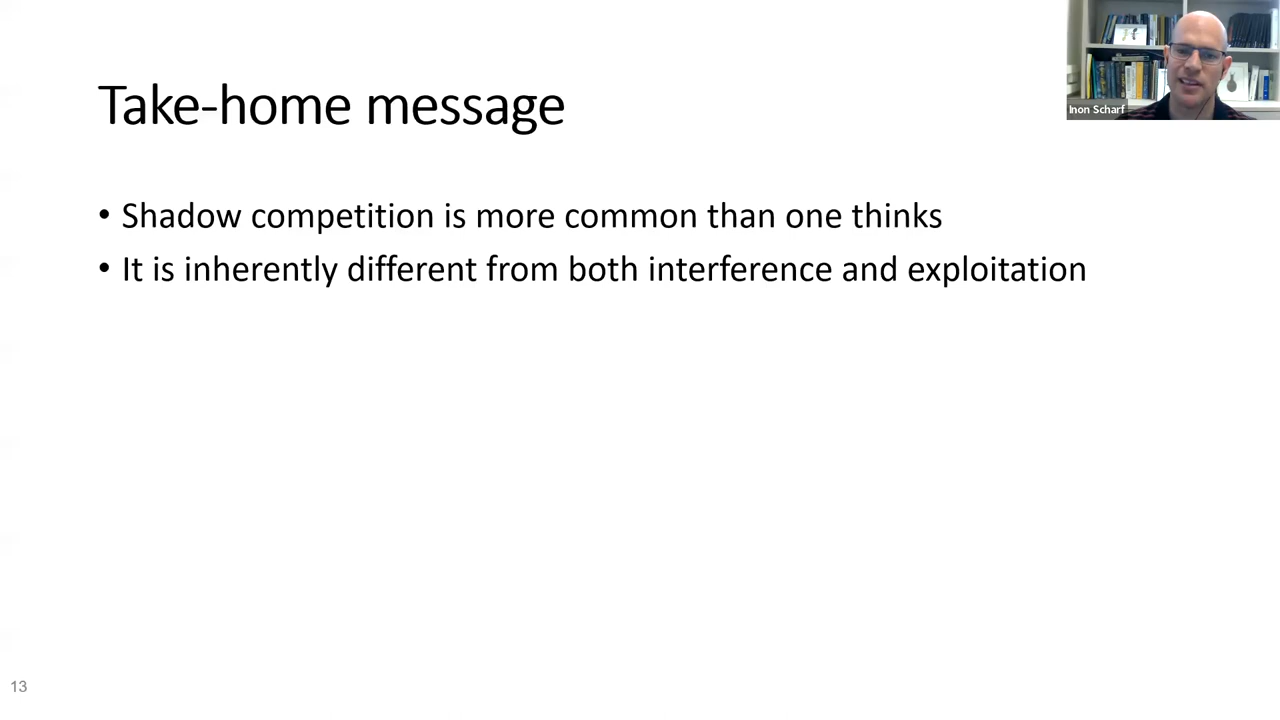 Take-home message
Inon Scharf
• Shadow competition is more common than one thinks
• It is inherently different from both interference and exploitation
13